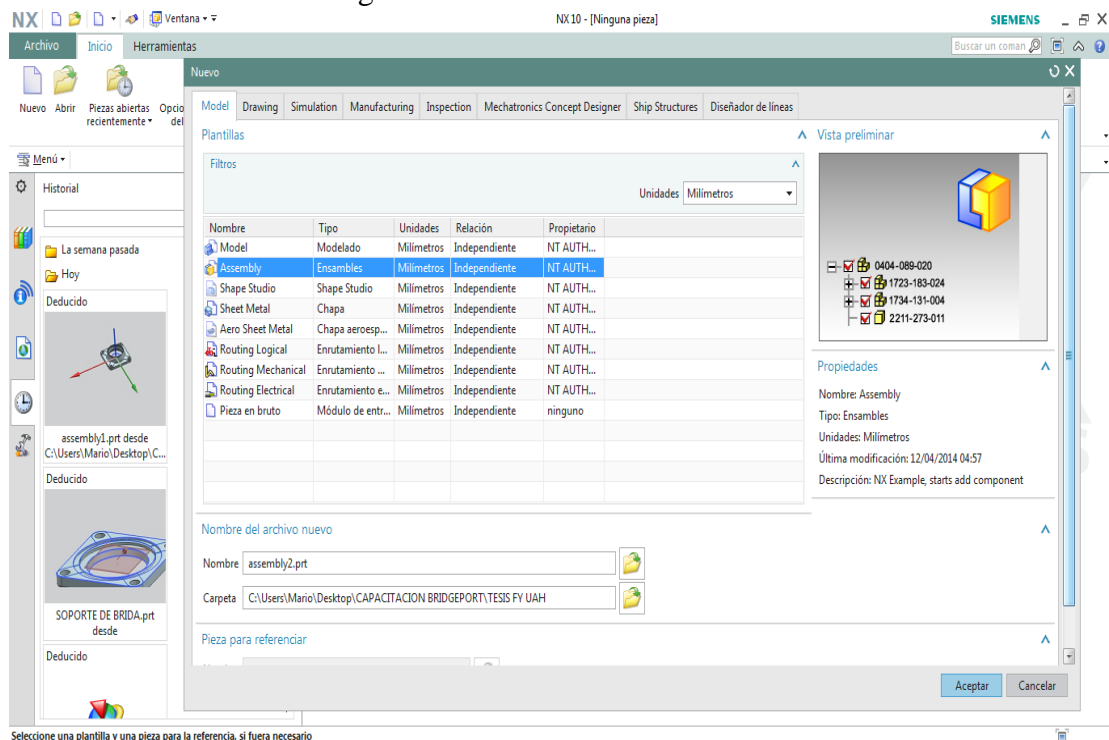 NX Ventana NX 10 - [Ninguna pieza] SIEMENS
Archivo Inicio Herramientas Buscar un coman
Nuevo Abrir Piezas abiertas recientemente Opcio del
Menú
Historial
La semana pasada
Hoy
Deducido
assembly1.prt desde
C:\Users\Mario\Desktop\C...
Deducido
SOPORTE DE BRIDA.prt
desde
Deducido
Nuevo
Model Drawing Simulation Manufacturing Inspection Mechatronics Concept Designer Ship Structures Diseñador de líneas
Plantillas
Filtros
Unidades Milímetros
Nombre Tipo Unidades Relación Propietario
Model Modelado Milímetros Independiente NT AUTH...
Assembly Ensambles Milímetros Independiente NT AUTH...
Shape Studio Shape Studio Milímetros Independiente NT AUTH...
Sheet Metal Chapa Milímetros Independiente NT AUTH...
Aero Sheet Metal Chapa aeroesp... Milímetros Independiente NT AUTH...
Routing Logical Enrutamiento l... Milímetros Independiente NT AUTH...
Routing Mechanical Enrutamiento ... Milímetros Independiente NT AUTH...
Routing Electrical Enrutamiento e... Milímetros Independiente NT AUTH...
Pieza en bruto Módulo de entr... Milímetros Independiente ninguno
Nombre del archivo nuevo
Nombre assembly2.prt
Carpeta C:\Users\Mario\Desktop\CAPACITACION BRIDGEPORT\TESIS FY UAH
Pieza para referenciar
Vista preliminar
0404-089-020
1723-183-024
1734-131-004
2211-273-011
Propiedades
Nombre: Assembly
Tipo: Ensambles
Unidades: Milímetros
Última modificación: 12/04/2014 04:57
Descripción: NX Example, starts add component
Aceptar Cancelar
Seleccione una plantilla y una pieza para la referencia, si fuera necesario